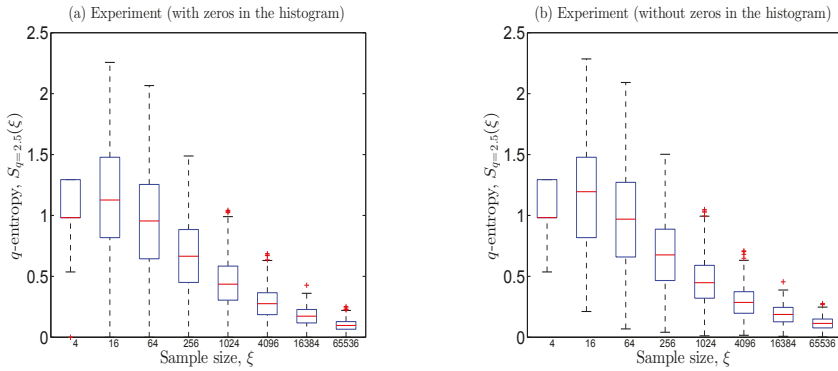 (a) Experiment (with zeros in the histogram)
2.5
2
1.5
1
0.5
0
q-entropy, S_{q=2.5}(ξ)
4 16 64 256 1024 4096 16384 65536
Sample size, ξ
(b) Experiment (without zeros in the histogram)
2.5
2
1.5
1
0.5
0
q-entropy, S_{q=2.5}(ξ)
4 16 64 256 1024 4096 16384 65536
Sample size, ξ